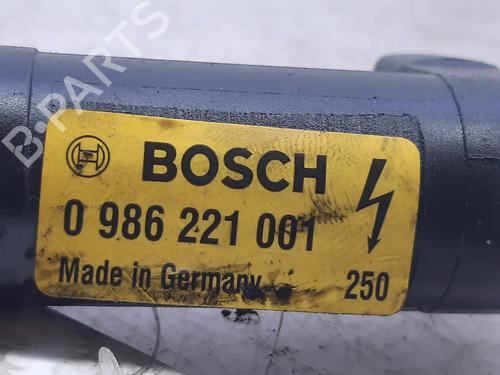 B-PARTS
BOSCH
0 986 221 001
Made in Germany
250